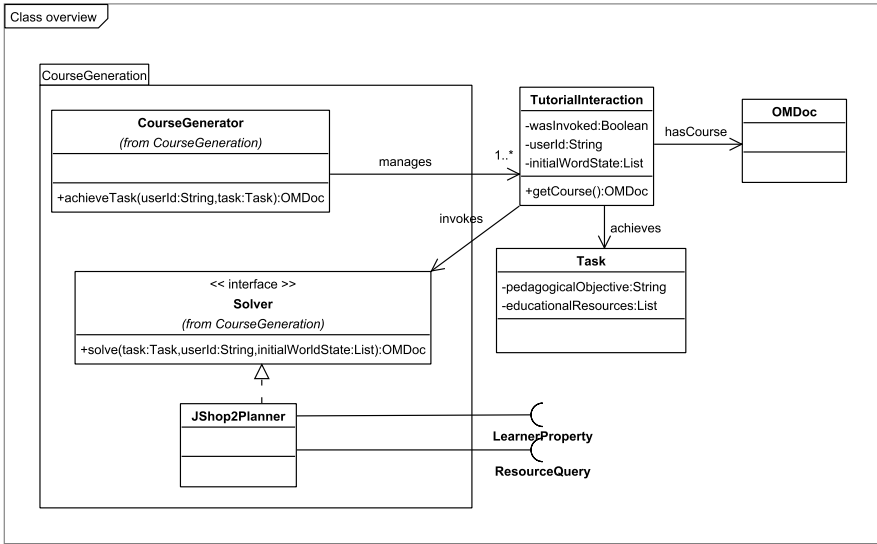 Class overview
CourseGeneration
CourseGenerator
(from CourseGeneration)
+achieveTask(userId:String,task:Task):OMDoc
manages
1..*
TutorialInteraction
-wasInvoked:Boolean
-userId:String
-initialWordState:List
+getCourse():OMDoc
hasCourse
OMDoc
invokes
achieves
Task
-pedagogicalObjective:String
-educationalResources:List
<< interface >>
Solver
(from CourseGeneration)
+solve(task:Task,userId:String,initialWorldState:List):OMDoc
JShop2Planner
LearnerProperty
ResourceQuery